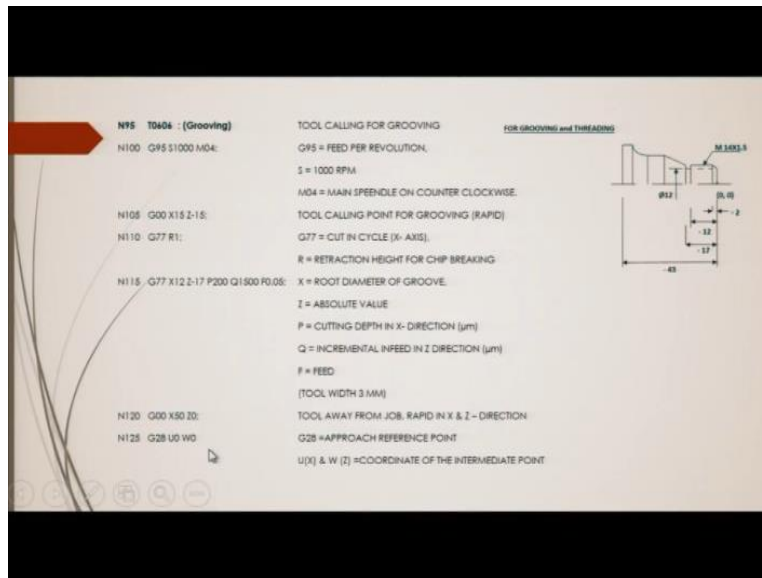 N95 T0606 : (Grooving) TOOL CALLING FOR GROOVING
FOR GROOVING and THREADING
N100 G95 S1000 M04; G95 = FEED PER REVOLUTION,
S = 1000 RPM
M04 = MAIN SPEENDLE ON COUNTER CLOCKWISE.
N105 G00 X15 Z-15; TOOL CALLING POINT FOR GROOVING (RAPID)
N110 G77 R1; G77 = CUT IN CYCLE (X- AXIS),
R = RETRACTION HEIGHT FOR CHIP BREAKING
N115 G77 X12 Z-17 P200 Q1500 F0.05; X = ROOT DIAMETER OF GROOVE,
Z = ABSOLUTE VALUE
P = CUTTING DEPTH IN X- DIRECTION (µm)
Q = INCREMENTAL INFEED IN Z DIRECTION (µm)
F = FEED
(TOOL WIDTH 3 MM)
N120 G00 X50 Z0; TOOL AWAY FROM JOB, RAPID IN X & Z – DIRECTION
N125 G28 U0 W0 G28 =APPROACH REFERENCE POINT
U(X) & W (Z) =COORDINATE OF THE INTERMEDIATE POINT
M 14X1.5
Ø12
(0, 0)
- 2
- 12
- 17
- 43